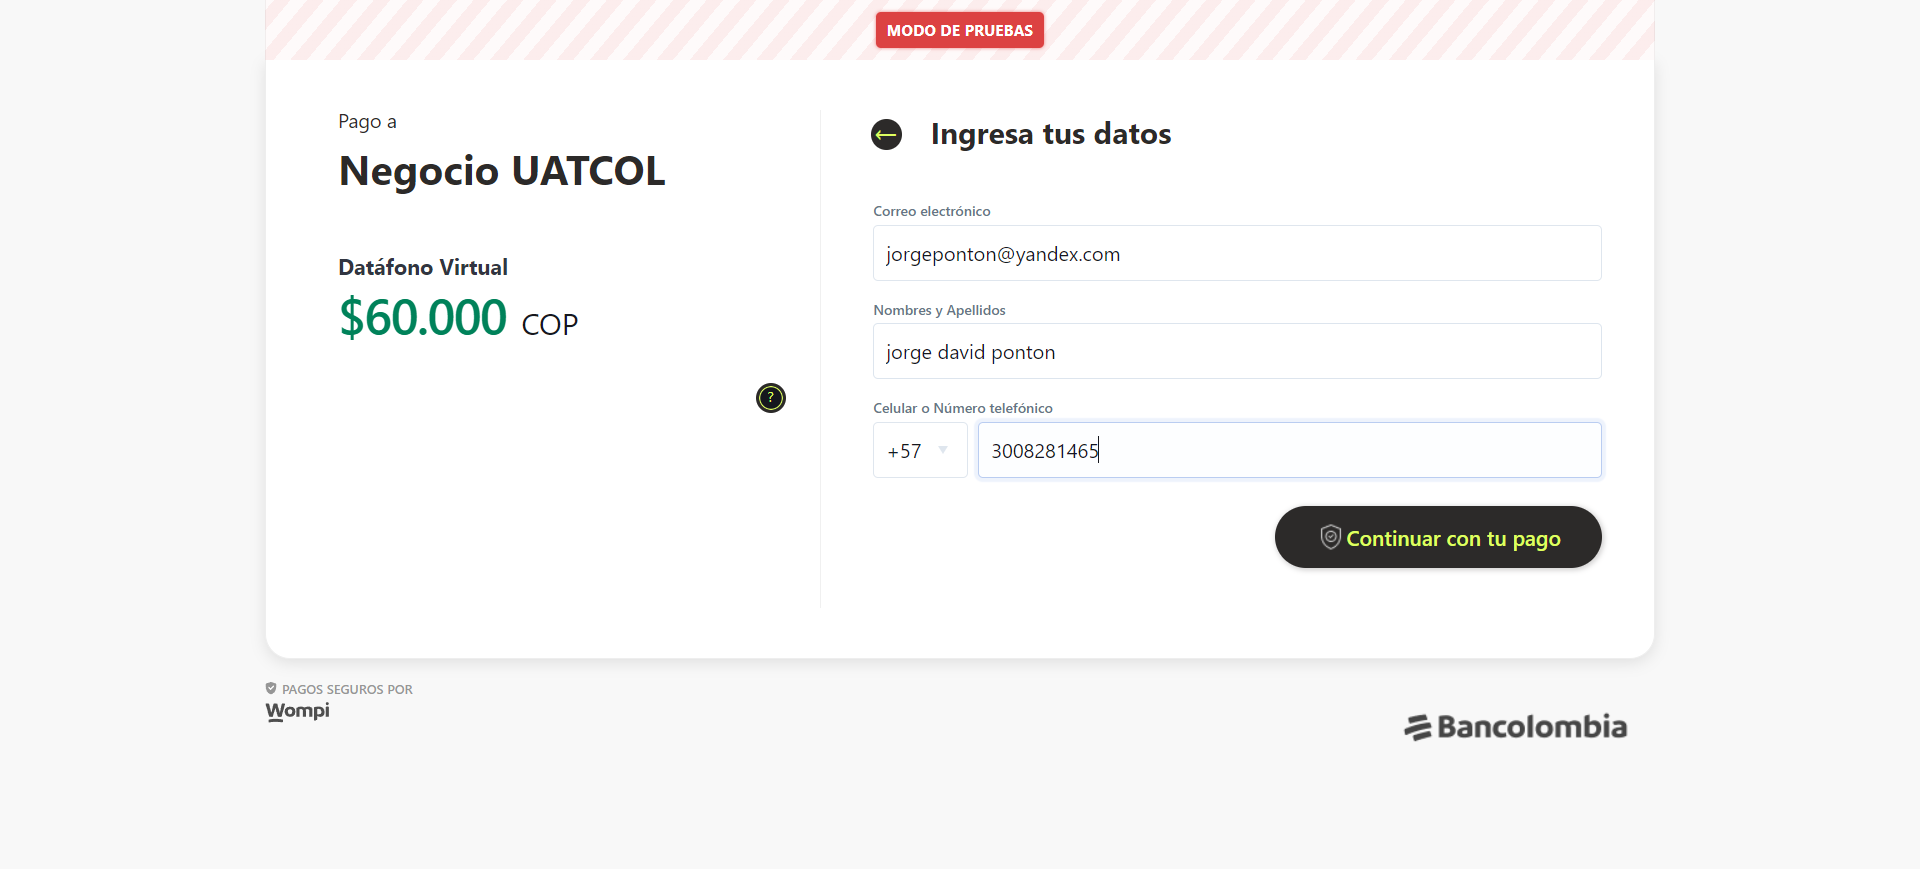 MODO DE PRUEBAS
Pago a
Negocio UATCOL
Datáfono Virtual
$60.000 COP
?
Ingresa tus datos
Correo electrónico
jorgeponton@yandex.com
Nombres y Apellidos
jorge david ponton
Celular o Número telefónico
+57 3008281465
Continuar con tu pago
PAGOS SEGUROS POR
Wompi
Bancolombia